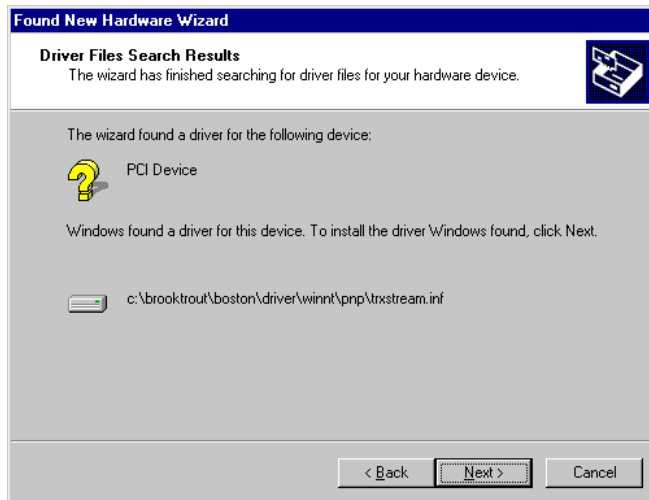 Found New Hardware Wizard
Driver Files Search Results
The wizard has finished searching for driver files for your hardware device.
The wizard found a driver for the following device:
PCI Device
Windows found a driver for this device. To install the driver Windows found, click Next.
c:\brooktrout\boston\driver\winnt\pnp\trxstream.inf
< Back
Next >
Cancel